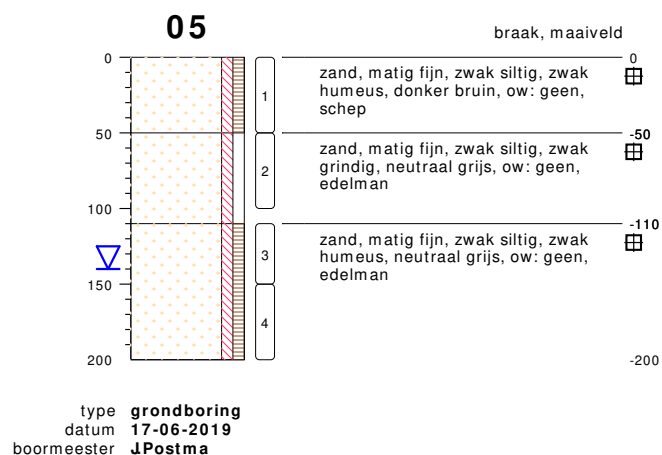 05
braak, maaiveld
0
0
1
zand, matig fijn, zwak siltig, zwak
humeus, donker bruin, ow: geen,
schep
50
-50
2
zand, matig fijn, zwak siltig, zwak
grindig, neutraal grijs, ow: geen,
edelman
100
-110
3
zand, matig fijn, zwak siltig, zwak
humeus, neutraal grijs, ow: geen,
edelman
150
4
200
-200
type grondboring
datum 17-06-2019
boormeester J.Postma